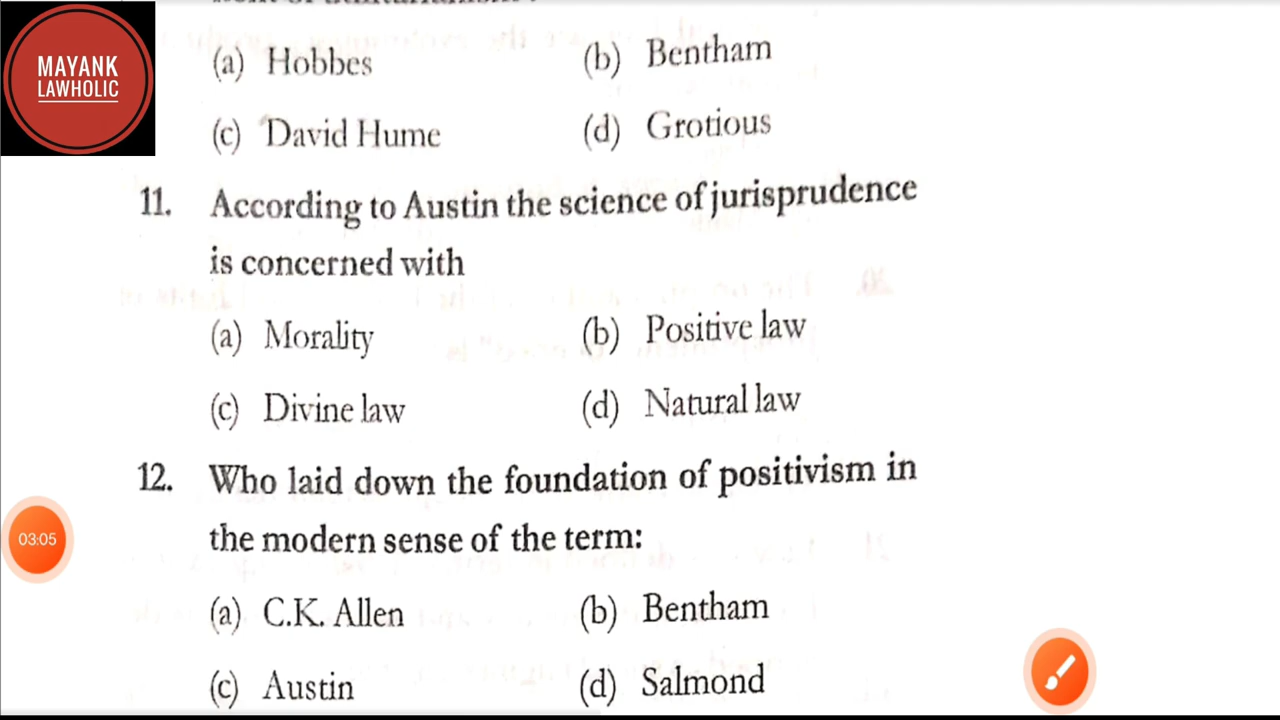 MAYANK
LAWHOLIC
(a) Hobbes (b) Bentham
(c) David Hume (d) Grotious
11. According to Austin the science of jurisprudence
is concerned with
(a) Morality (b) Positive law
(c) Divine law (d) Natural law
12. Who laid down the foundation of positivism in
the modern sense of the term:
(a) C.K. Allen (b) Bentham
(c) Austin (d) Salmond
03:05